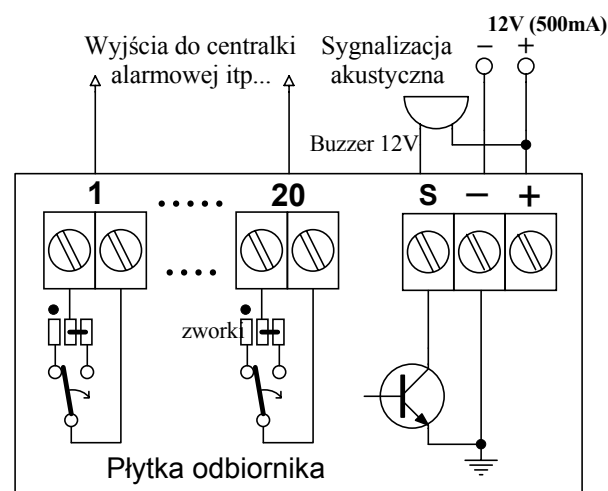 12V (500mA)
Wyjścia do centralki
alarmowej itp...
Sygnalizacja
akustyczna
– +
Buzzer 12V
1 ..... 20 S – +
....
zworki
Płytka odbiornika